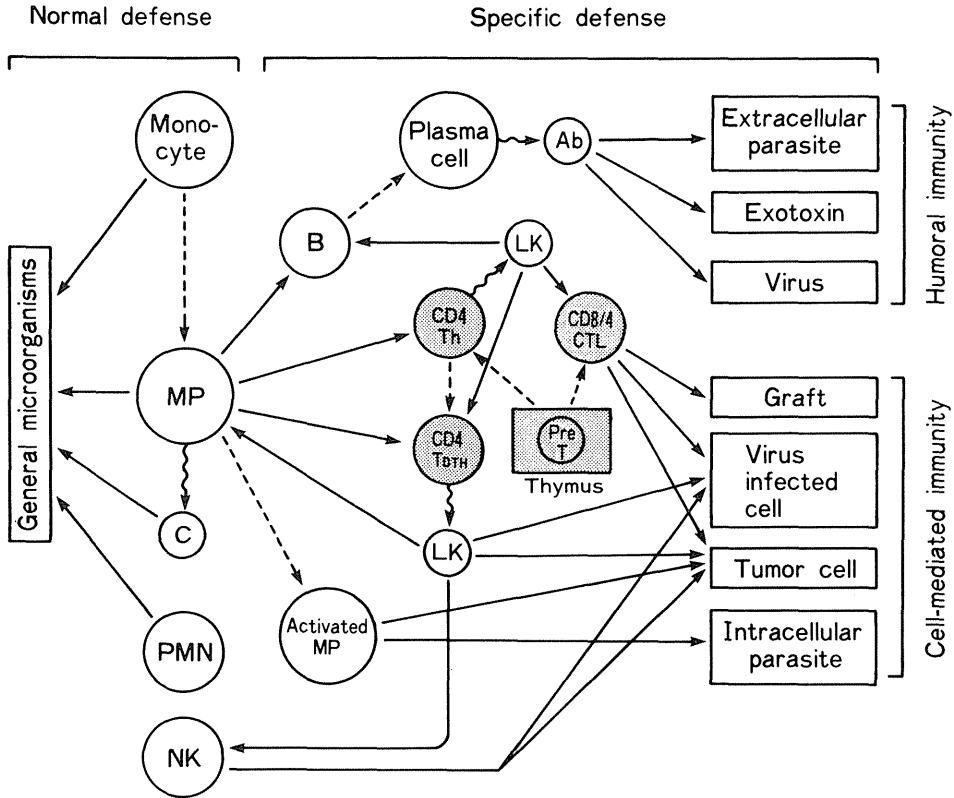 Normal defense
Specific defense
Mono-
cyte
Plasma
cell
Ab
Extracellular
parasite
Exotoxin
Virus
Humoral immunity
B
LK
CD4
Th
CD8/4
CTL
General microorganisms
MP
CD4
TDTH
Pre
T
Thymus
Graft
Virus
infected
cell
Tumor cell
Intracellular
parasite
Cell-mediated immunity
C
LK
Activated
MP
PMN
NK